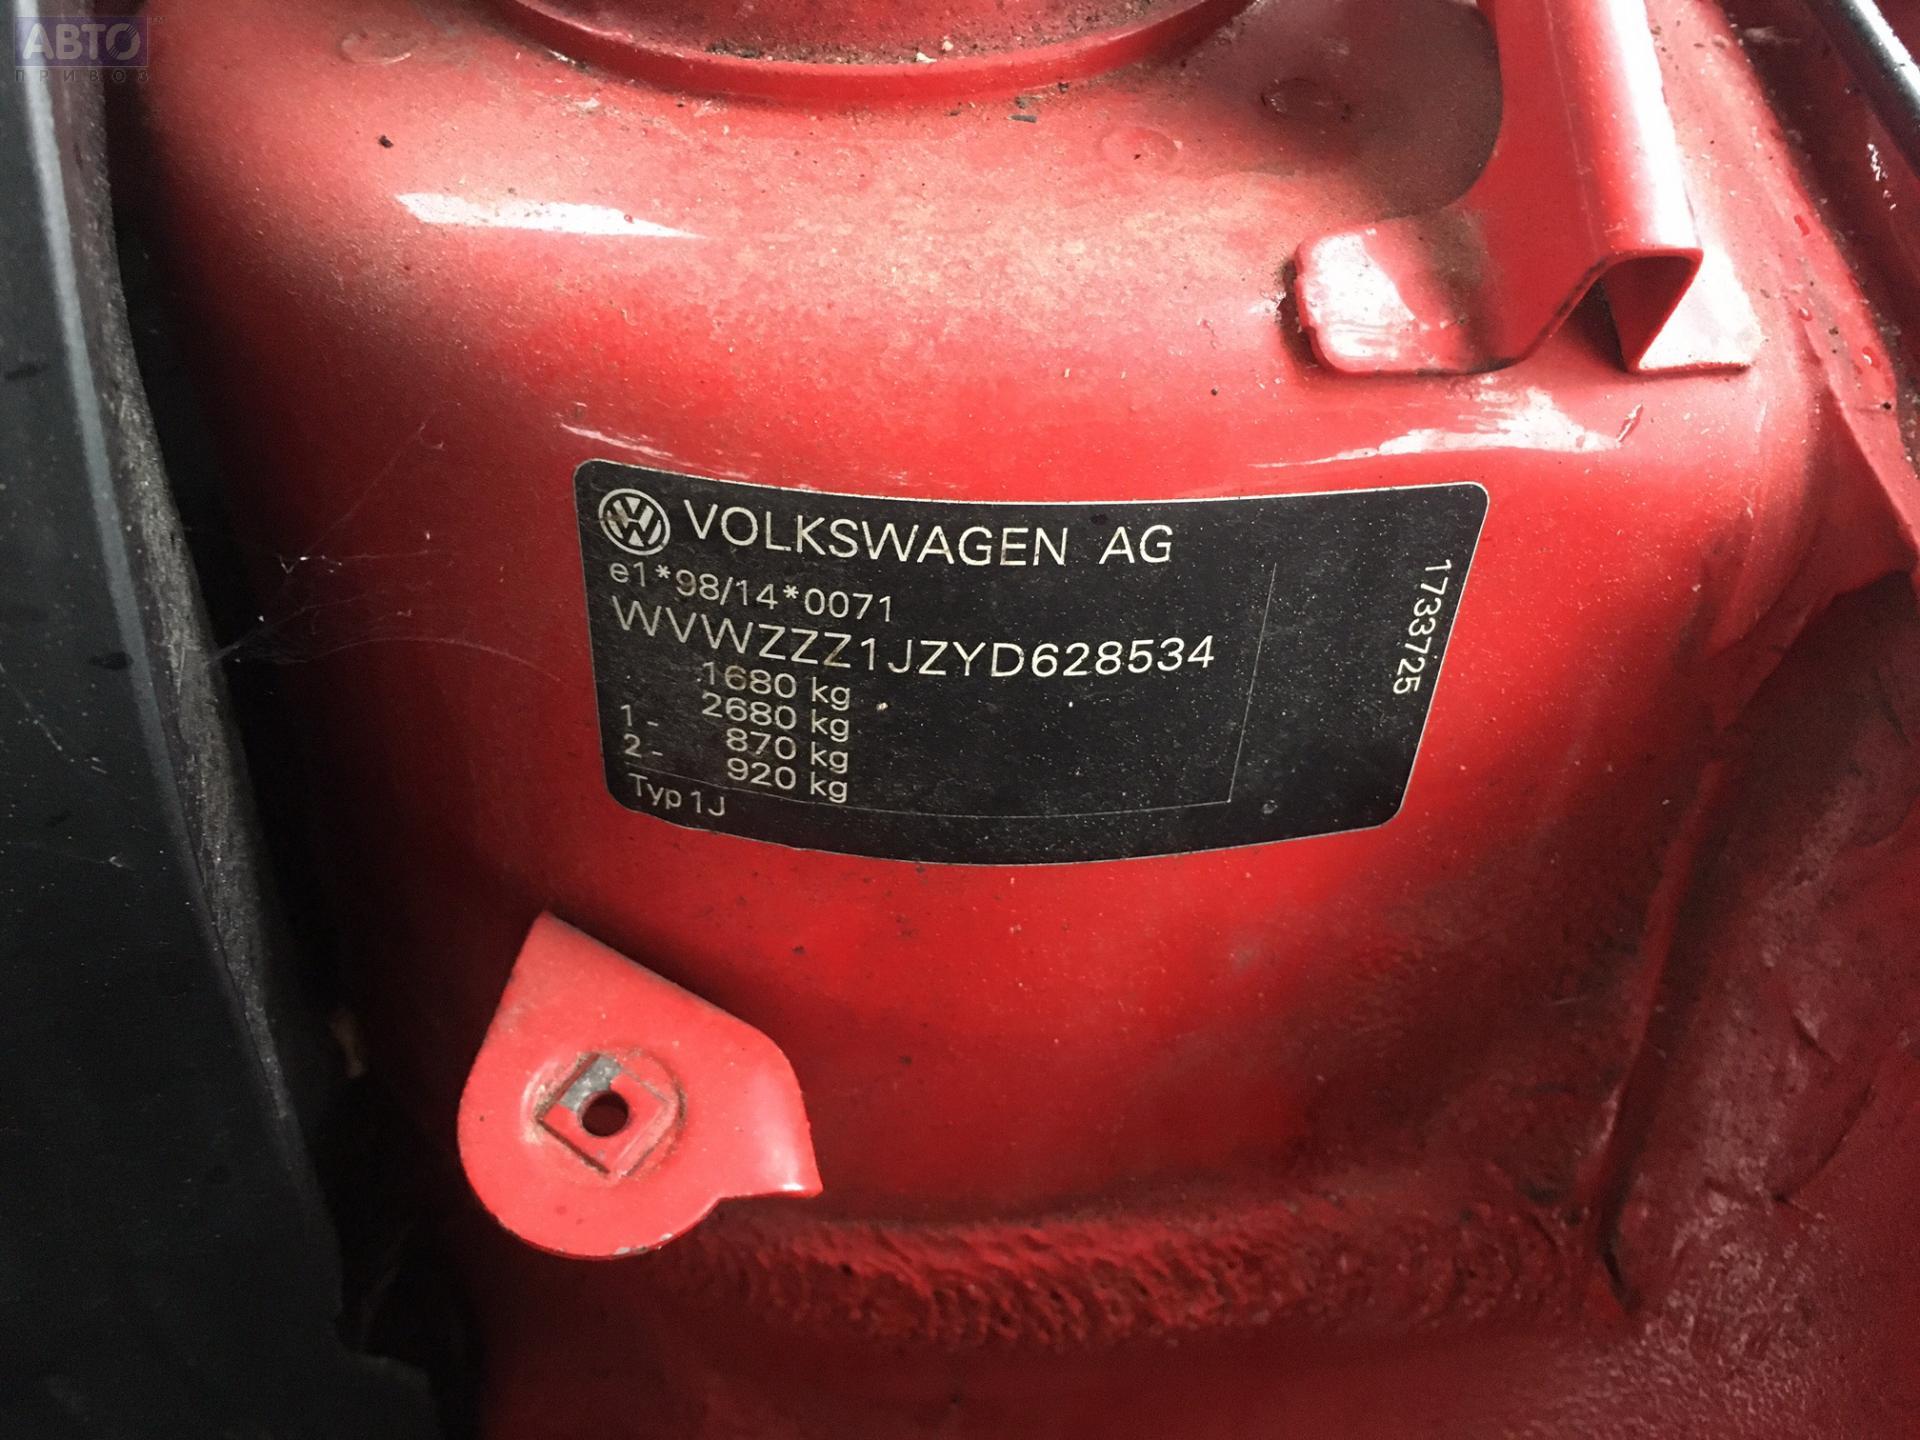 АВТО™
ПРИВОЗ
VOLKSWAGEN AG
e1*98/14*0071
WVWZZZ1JZYD628534
1680 kg
2680 kg
1- 870 kg
2- 920 kg
Typ 1J
1733725